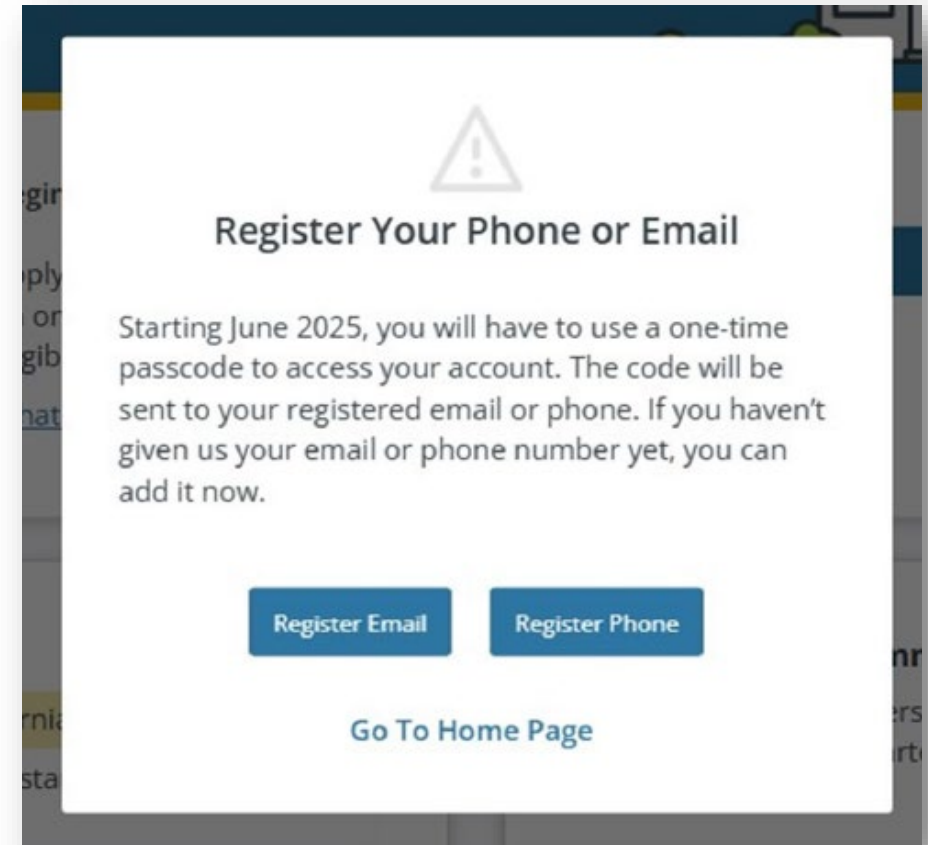 Register Your Phone or Email
Starting June 2025, you will have to use a one-time
passcode to access your account. The code will be
sent to your registered email or phone. If you haven’t
given us your email or phone number yet, you can
add it now.
Register Email
Register Phone
Go To Home Page